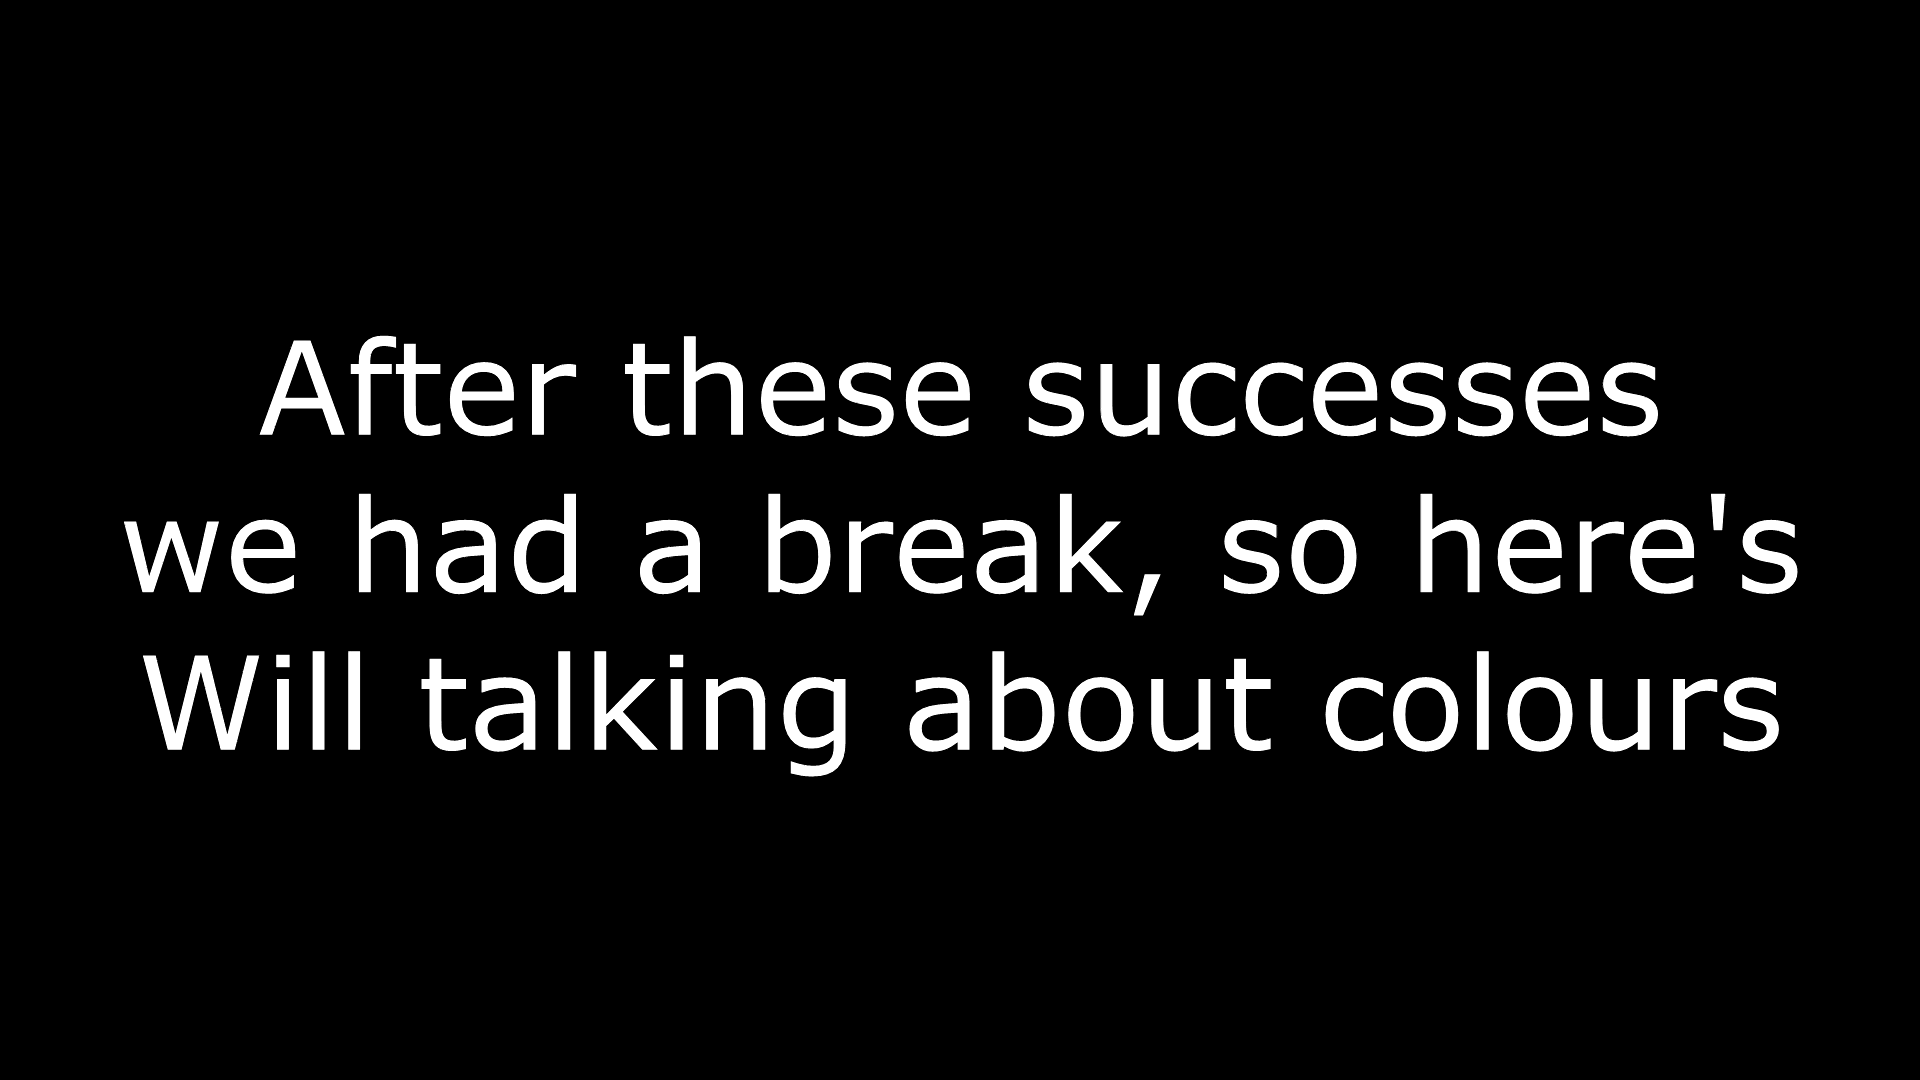 After these successes
we had a break, so here's
Will talking about colours